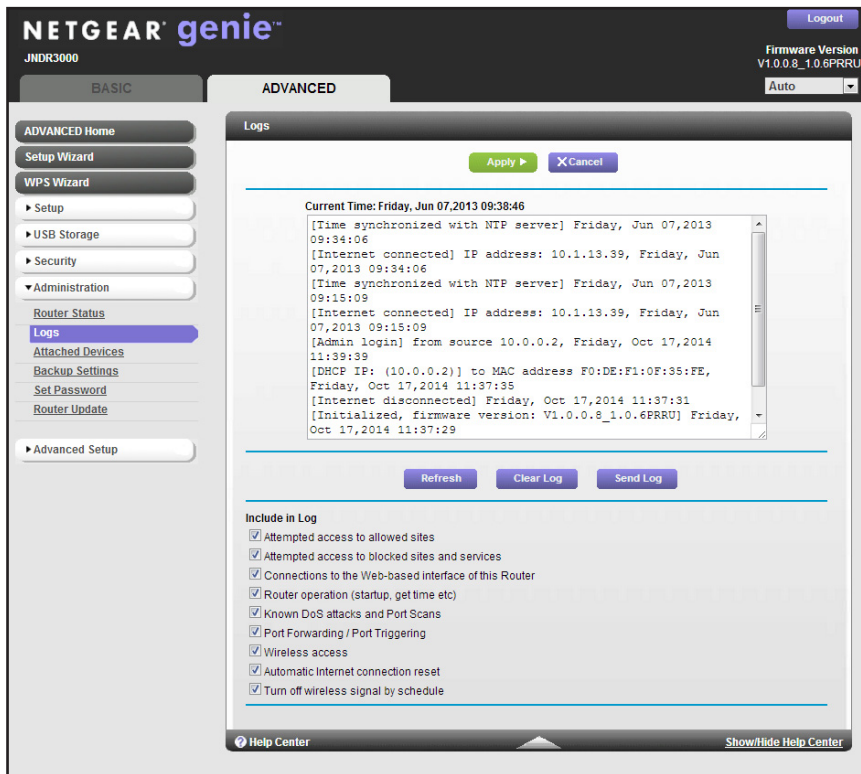 NETGEAR® genie™
Logout
JNDR3000
Firmware Version
V1.0.0.8_1.0.6PRRU
BASIC
ADVANCED
Auto
ADVANCED Home
Setup Wizard
WPS Wizard
Setup
USB Storage
Security
Administration
Router Status
Logs
Attached Devices
Backup Settings
Set Password
Router Update
Advanced Setup
Logs
Apply
X Cancel
Current Time: Friday, Jun 07,2013 09:38:46
[Time synchronized with NTP server] Friday, Jun 07,2013
09:34:06
[Internet connected] IP address: 10.1.13.39, Friday, Jun
07,2013 09:34:06
[Time synchronized with NTP server] Friday, Jun 07,2013
09:15:09
[Internet connected] IP address: 10.1.13.39, Friday, Jun
07,2013 09:15:09
[Admin login] from source 10.0.0.2, Friday, Oct 17,2014
11:39:39
[DHCP IP: (10.0.0.2)] to MAC address F0:DE:F1:0F:35:FE,
Friday, Oct 17,2014 11:37:35
[Internet disconnected] Friday, Oct 17,2014 11:37:31
[Initialized, firmware version: V1.0.0.8_1.0.6PRRU] Friday,
Oct 17,2014 11:37:29
Refresh
Clear Log
Send Log
Include in Log
Attempted access to allowed sites
Attempted access to blocked sites and services
Connections to the Web-based interface of this Router
Router operation (startup, get time etc)
Known DoS attacks and Port Scans
Port Forwarding / Port Triggering
Wireless access
Automatic Internet connection reset
Turn off wireless signal by schedule
Help Center
Show/Hide Help Center